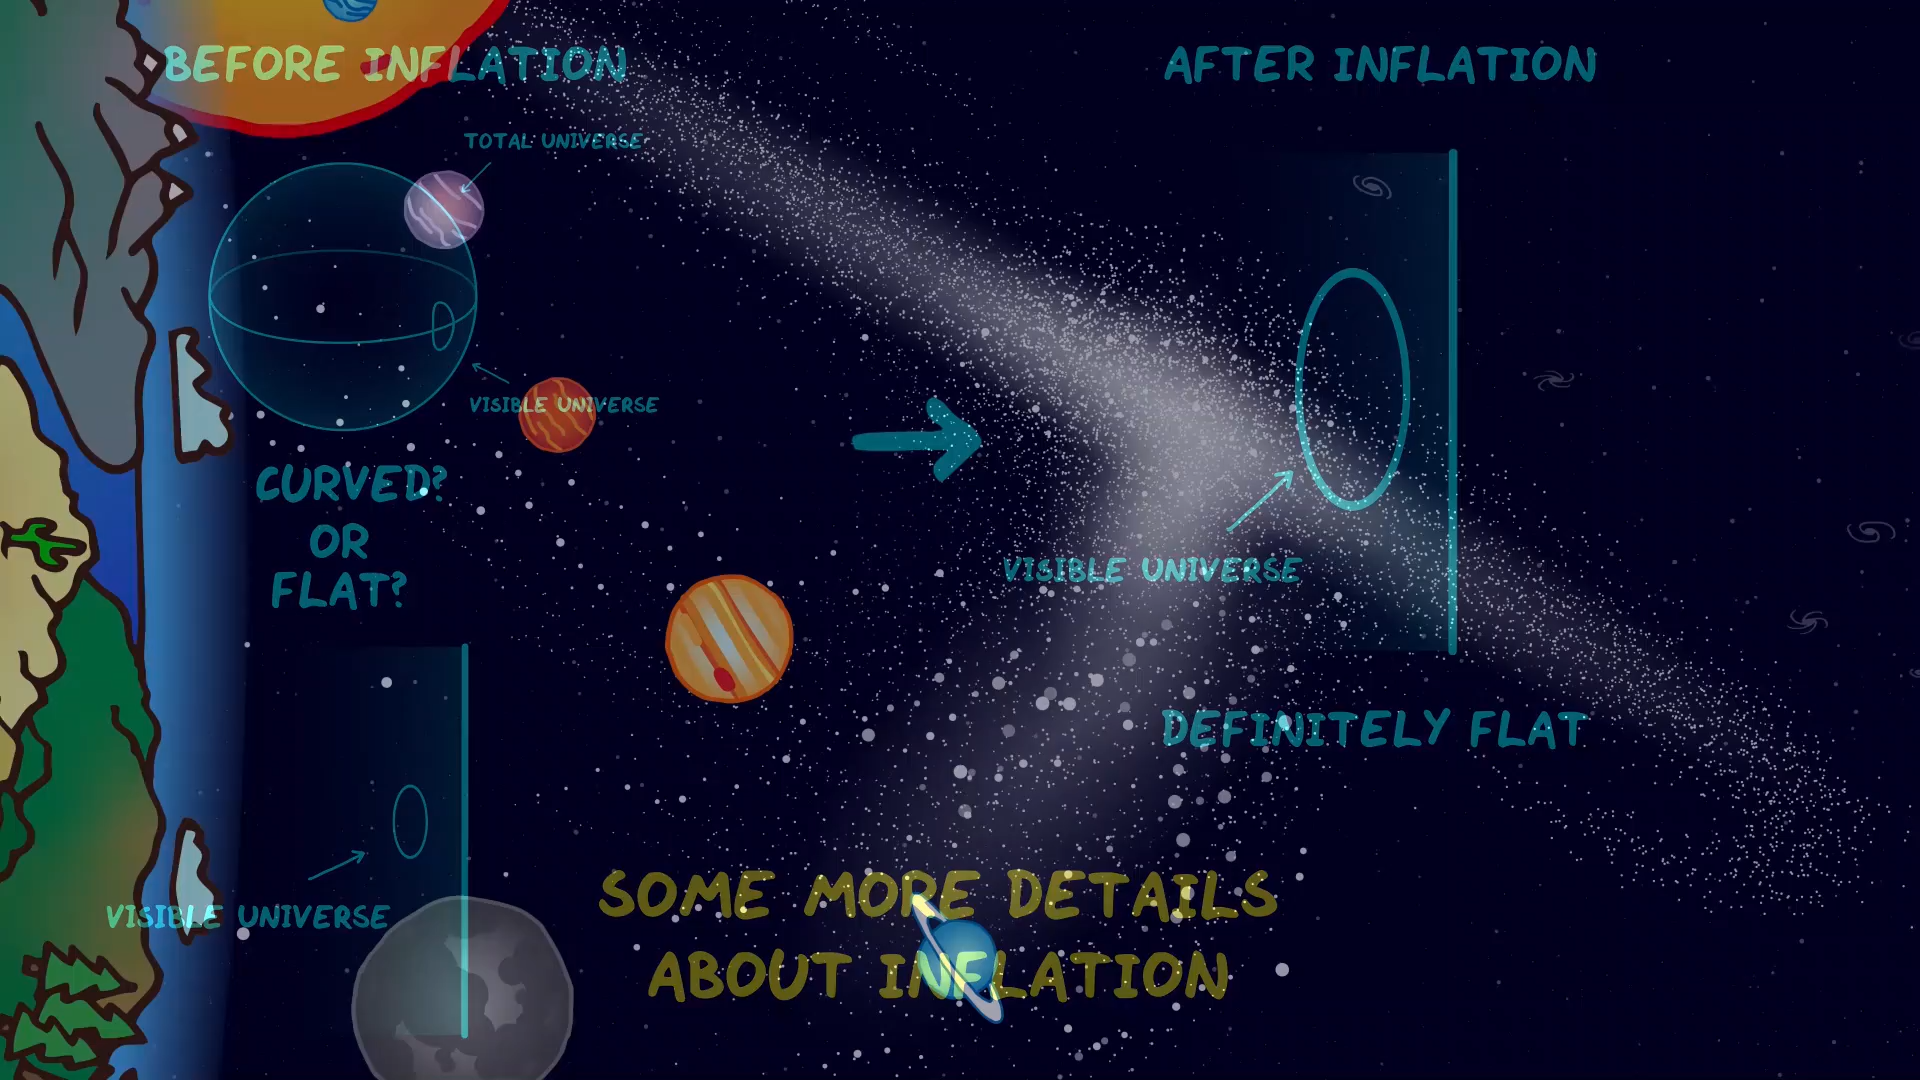 BEFORE INFLATION
AFTER INFLATION
TOTAL UNIVERSE
VISIBLE UNIVERSE
CURVED?
OR
FLAT?
VISIBLE UNIVERSE
DEFINITELY FLAT
VISIBLE UNIVERSE
SOME MORE DETAILS
ABOUT INFLATION